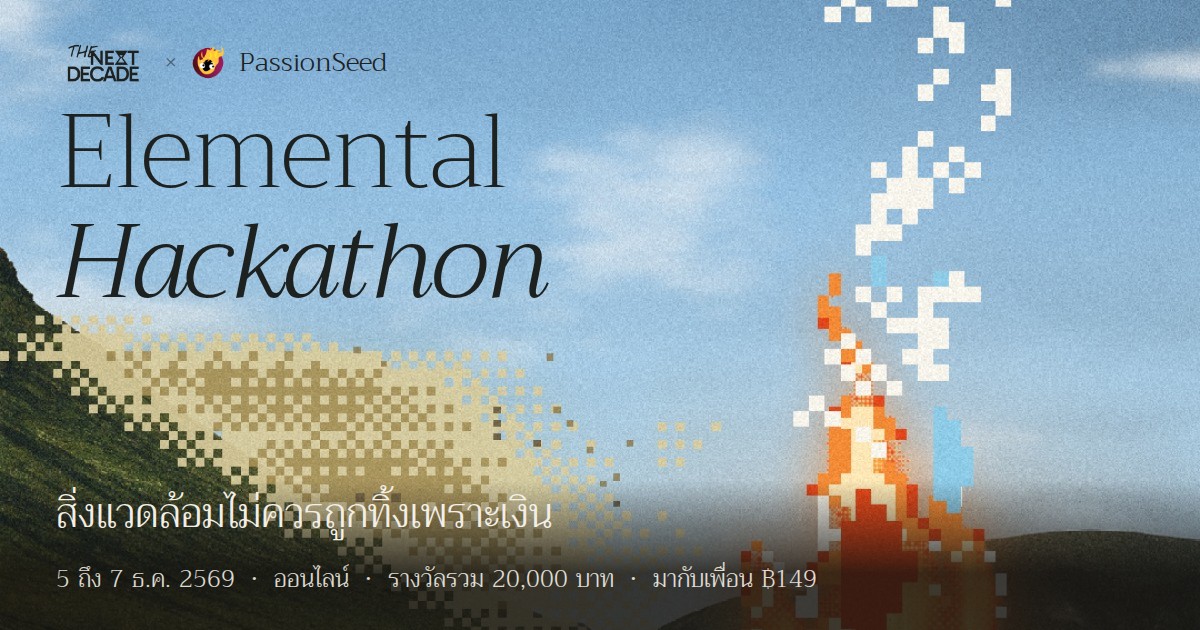 THE NEXT DECADE × PassionSeed
Elemental
Hackathon
สิ่งแวดล้อมไม่ควรถูกทิ้งเพราะเงิน
5 ถึง 7 ธ.ค. 2569 · ออนไลน์ · รางวัลรวม 20,000 บาท · มากับเพื่อน ฿149